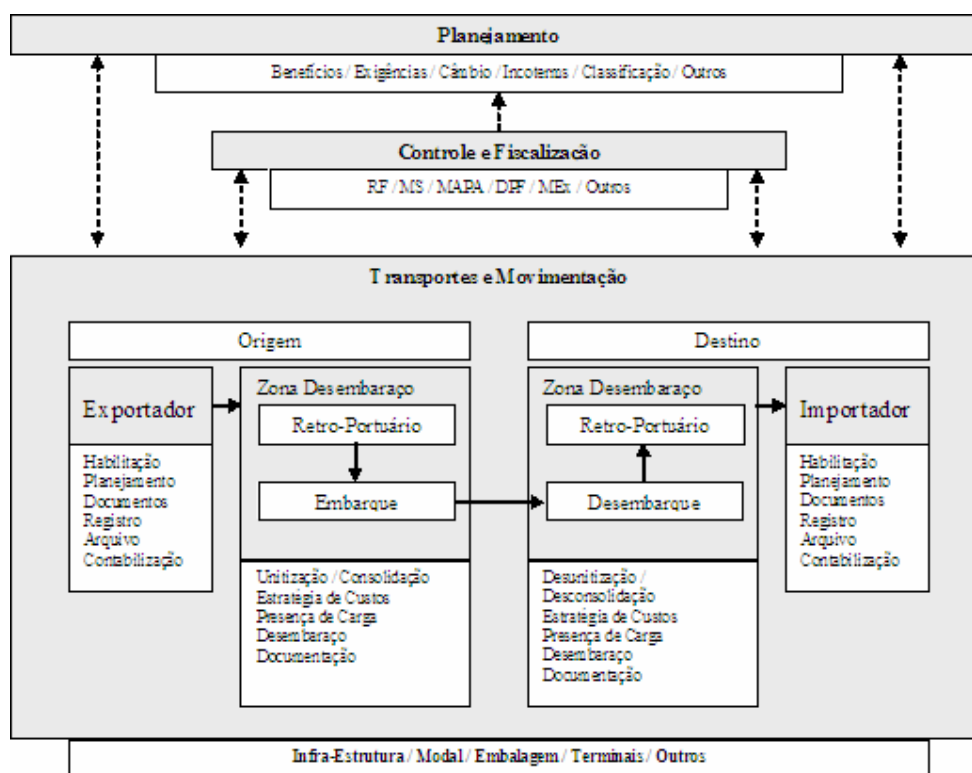 Planejamento
Benefícios / Exigências / Câmbio / Incoterms / Classificação / Outros
Controle e Fiscalização
RF / MS / MAPA / DPF / MEx / Outros
Transportes e Movimentação
Origem
Destino
Exportador
Habilitação
Planejamento
Documentos
Registro
Arquivo
Contabilização
Zona Desembaraço
Retro-Portuário
Embarque
Unitização / Consolidação
Estratégia de Custos
Presença de Carga
Desembaraço
Documentação
Zona Desembaraço
Retro-Portuário
Desembarque
Desunitização /
Desconsolidação
Estratégia de Custos
Presença de Carga
Desembaraço
Documentação
Importador
Habilitação
Planejamento
Documentos
Registro
Arquivo
Contabilização
Infra-Estrutura / Modal / Embalagem / Terminais / Outros